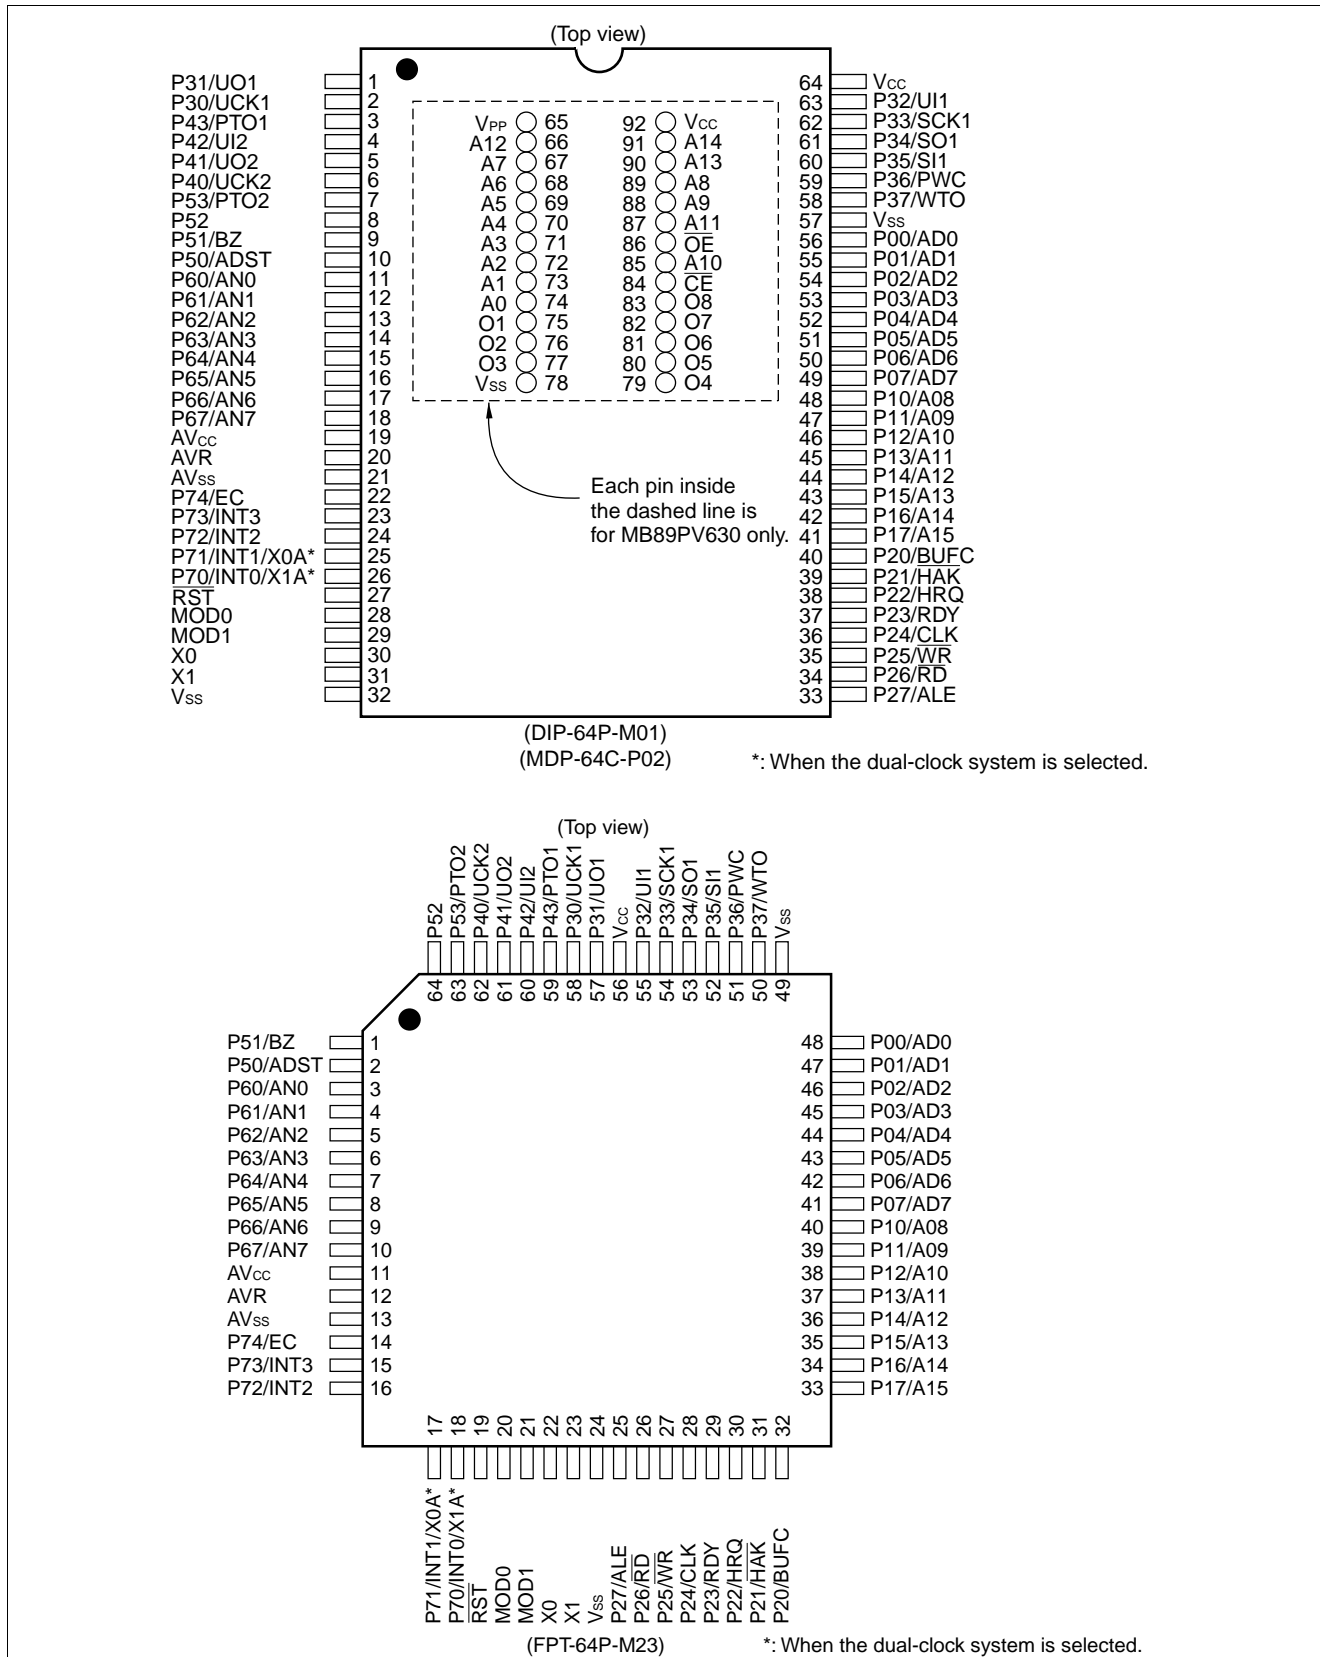 (Top view)
P31/UO1 1
P30/UCK1 2
P43/PTO1 3
P42/UI2 4
P41/UO2 5
P40/UCK2 6
P53/PTO2 7
P52 8
P51/BZ 9
P50/ADST 10
P60/AN0 11
P61/AN1 12
P62/AN2 13
P63/AN3 14
P64/AN4 15
P65/AN5 16
P66/AN6 17
P67/AN7 18
AVCC 19
AVR 20
AVSS 21
P74/EC 22
P73/INT3 23
P72/INT2 24
P71/INT1/X0A* 25
P70/INT0/X1A* 26
R̅S̅T̅ 27
MOD0 28
MOD1 29
X0 30
X1 31
VSS 32
VPP 65
A12 66
A7 67
A6 68
A5 69
A4 70
A3 71
A2 72
A1 73
A0 74
O1 75
O2 76
O3 77
VSS 78
92 VCC
91 A14
90 A13
89 A8
88 A9
87 A11
86 O̅E̅
85 A10
84 C̅E̅
83 O8
82 O7
81 O6
80 O5
79 O4
Each pin inside
the dashed line is
for MB89PV630 only.
64 VCC
63 P32/UI1
62 P33/SCK1
61 P34/SO1
60 P35/SI1
59 P36/PWC
58 P37/WTO
57 VSS
56 P00/AD0
55 P01/AD1
54 P02/AD2
53 P03/AD3
52 P04/AD4
51 P05/AD5
50 P06/AD6
49 P07/AD7
48 P10/A08
47 P11/A09
46 P12/A10
45 P13/A11
44 P14/A12
43 P15/A13
42 P16/A14
41 P17/A15
40 P20/BUFC
39 P21/H̅A̅K̅
38 P22/HRQ
37 P23/RDY
36 P24/CLK
35 P25/W̅R̅
34 P26/R̅D̅
33 P27/ALE
(DIP-64P-M01)
(MDP-64C-P02)
*: When the dual-clock system is selected.
(Top view)
P52 64
P53/PTO2 63
P40/UCK2 62
P41/UO2 61
P42/UI2 60
P43/PTO1 59
P30/UCK1 58
P31/UO1 57
VCC 56
P32/UI1 55
P33/SCK1 54
P34/SO1 53
P35/SI1 52
P36/PWC 51
P37/WTO 50
VSS 49
P51/BZ 1
P50/ADST 2
P60/AN0 3
P61/AN1 4
P62/AN2 5
P63/AN3 6
P64/AN4 7
P65/AN5 8
P66/AN6 9
P67/AN7 10
AVCC 11
AVR 12
AVSS 13
P74/EC 14
P73/INT3 15
P72/INT2 16
48 P00/AD0
47 P01/AD1
46 P02/AD2
45 P03/AD3
44 P04/AD4
43 P05/AD5
42 P06/AD6
41 P07/AD7
40 P10/A08
39 P11/A09
38 P12/A10
37 P13/A11
36 P14/A12
35 P15/A13
34 P16/A14
33 P17/A15
17 P71/INT1/X0A*
18 P70/INT0/X1A*
19 R̅S̅T̅
20 MOD0
21 MOD1
22 X0
23 X1
24 VSS
25 P27/ALE
26 P26/R̅D̅
27 P25/W̅R̅
28 P24/CLK
29 P23/RDY
30 P22/HRQ
31 P21/H̅A̅K̅
32 P20/BUFC
(FPT-64P-M23)
*: When the dual-clock system is selected.